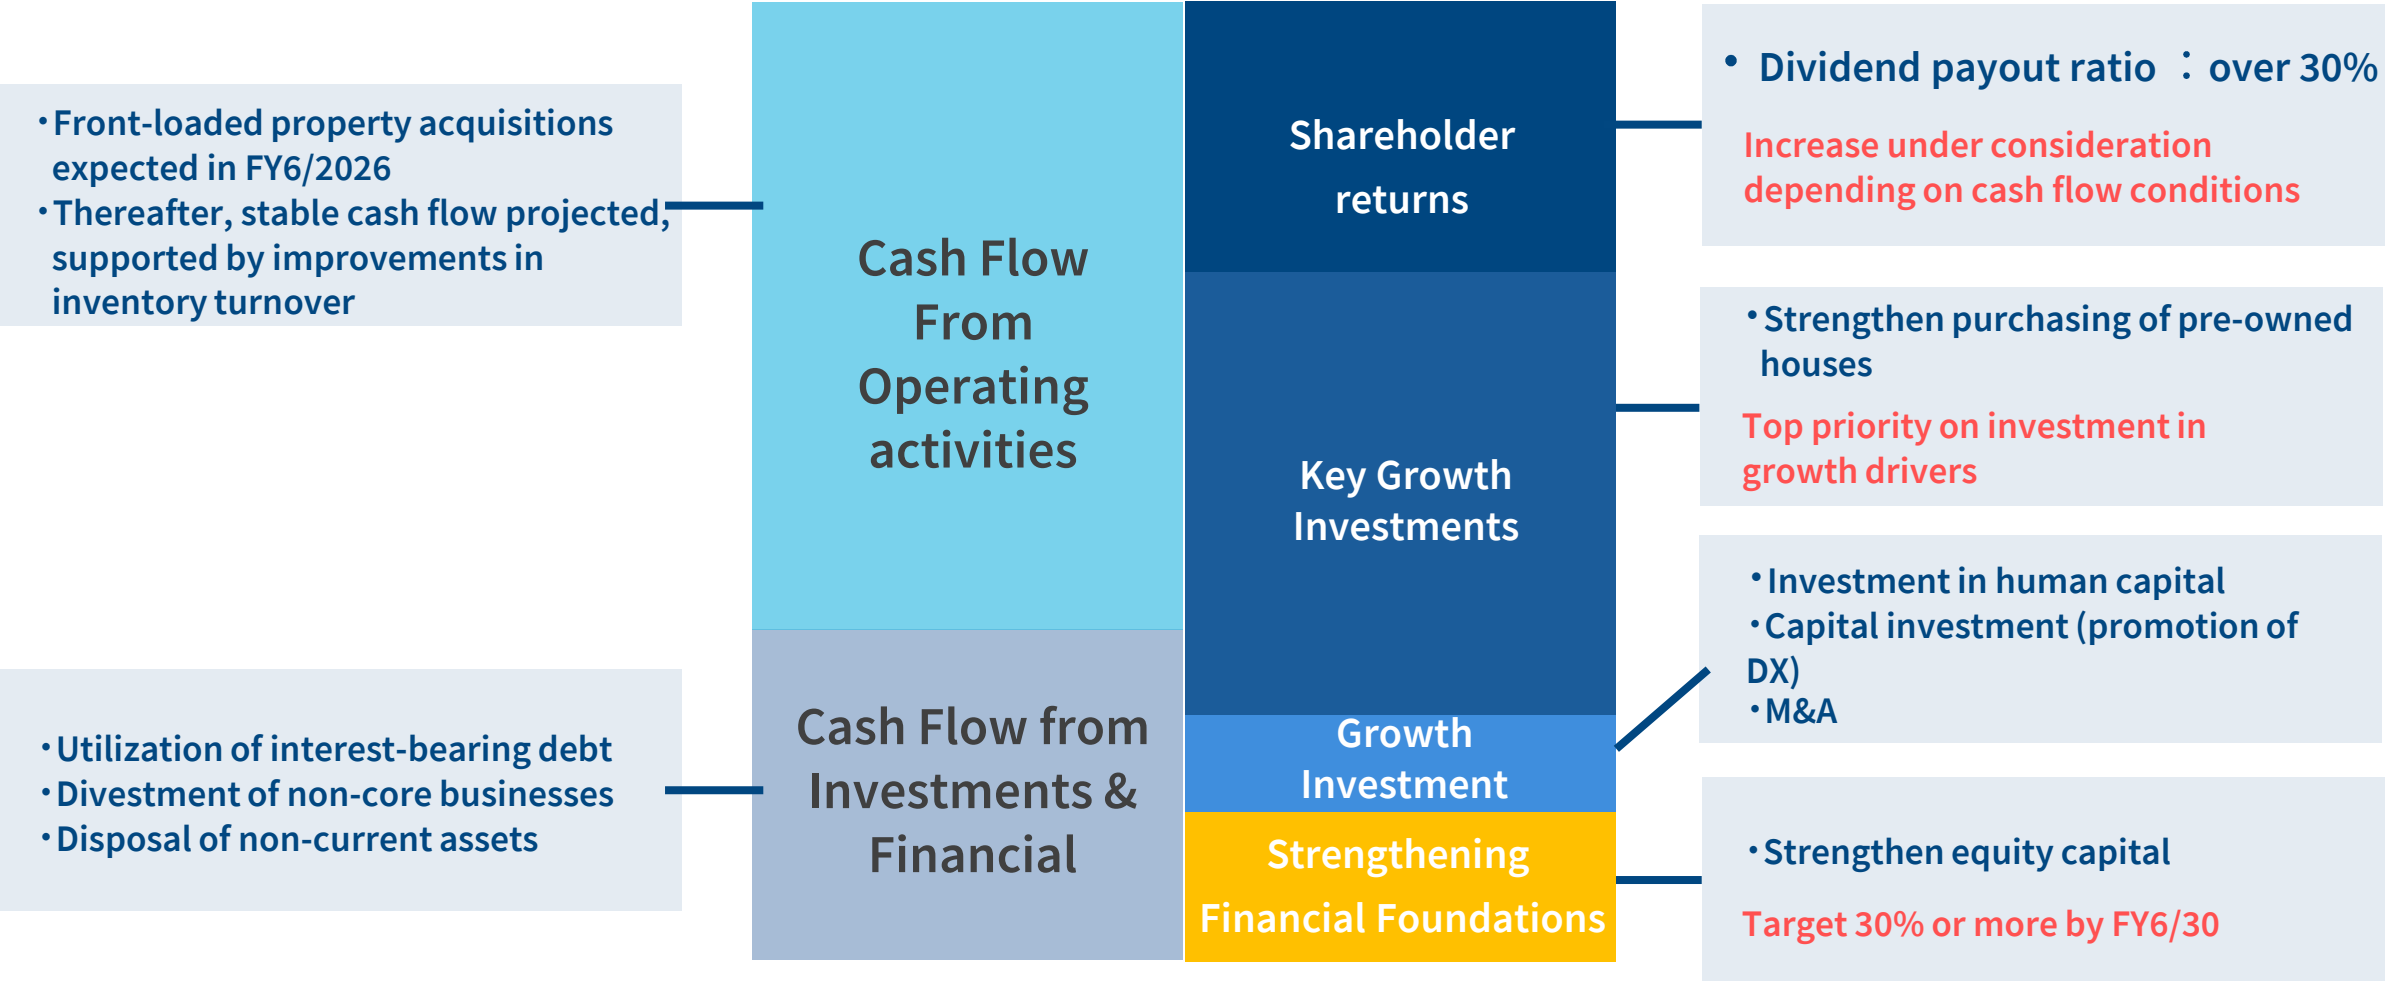 ・Front-loaded property acquisitions
expected in FY6/2026
・Thereafter, stable cash flow projected,
supported by improvements in
inventory turnover
・Utilization of interest-bearing debt
・Divestment of non-core businesses
・Disposal of non-current assets
Cash Flow
From
Operating
activities
Cash Flow from
Investments &
Financial
Shareholder
returns
Key Growth
Investments
Growth
Investment
Strengthening
Financial Foundations
• Dividend payout ratio ：over 30%
Increase under consideration
depending on cash flow conditions
・Strengthen purchasing of pre-owned
houses
Top priority on investment in
growth drivers
・Investment in human capital
・Capital investment (promotion of
DX)
・M&A
・Strengthen equity capital
Target 30% or more by FY6/30